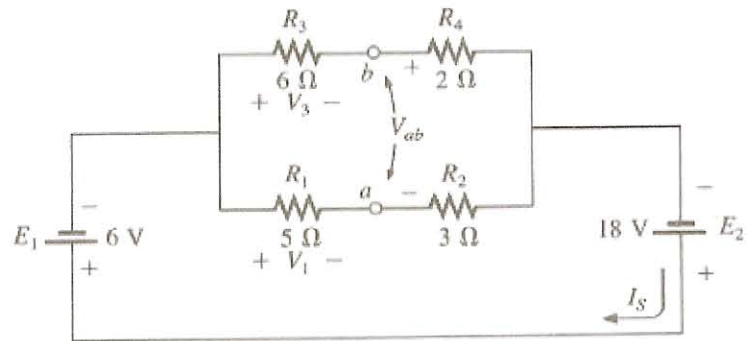 R3 R4
6 Ω b + 2 Ω
+ V3 −
Vab
R1 a − R2
5 Ω 3 Ω
+ V1 −
E1 − 6 V +
18 V − E2 +
IS